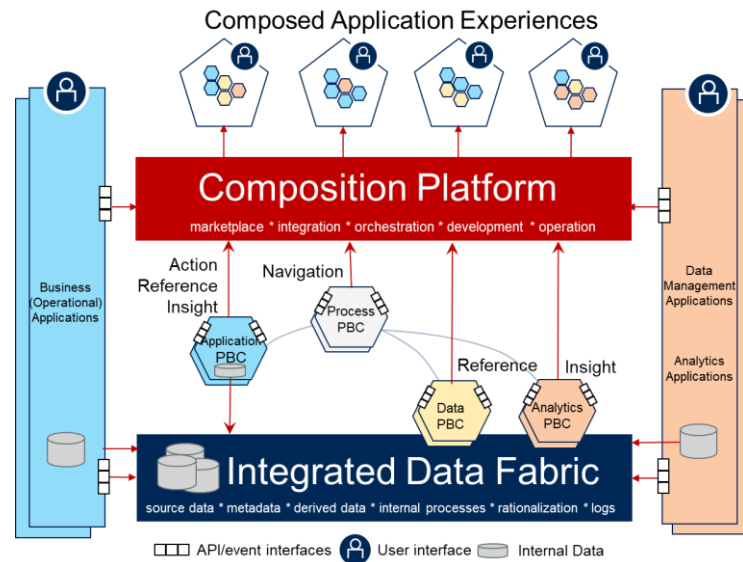 Composed Application Experiences
Composition Platform
marketplace * integration * orchestration * development * operation
Action
Reference
Insight
Navigation
Business
(Operational)
Applications
Data
Management
Applications
Analytics
Applications
Process
PBC
Application
PBC
Reference
Insight
Data
PBC
Analytics
PBC
Integrated Data Fabric
source data * metadata * derived data * internal processes * rationalization * logs
API/event interfaces
User interface
Internal Data